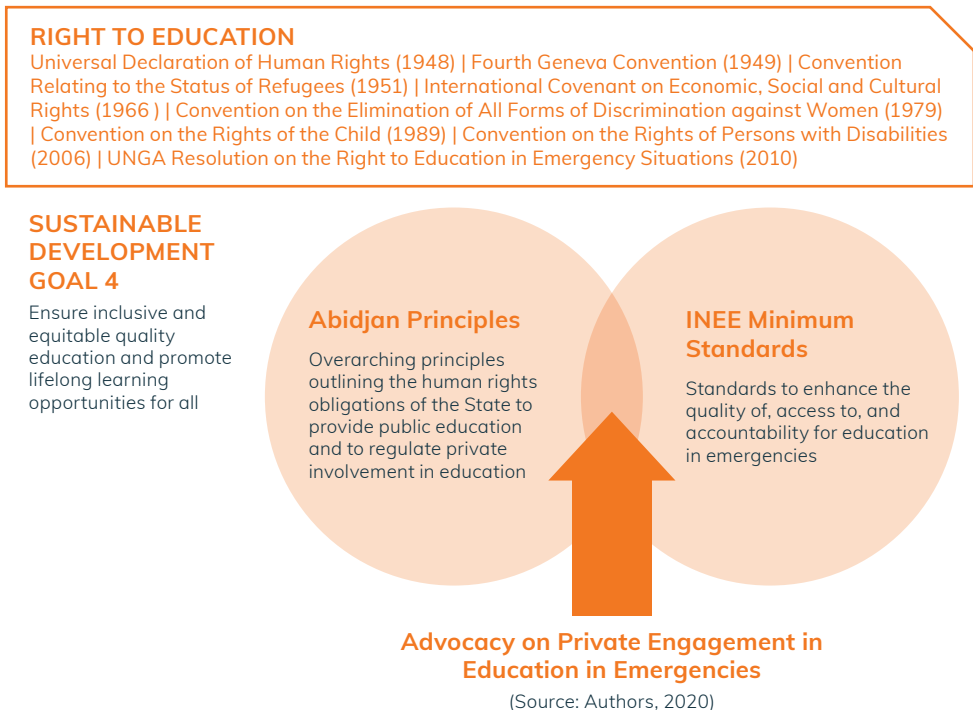 RIGHT TO EDUCATION
Universal Declaration of Human Rights (1948) | Fourth Geneva Convention (1949) | Convention
Relating to the Status of Refugees (1951) | International Covenant on Economic, Social and Cultural
Rights (1966 ) | Convention on the Elimination of All Forms of Discrimination against Women (1979)
| Convention on the Rights of the Child (1989) | Convention on the Rights of Persons with Disabilities
(2006) | UNGA Resolution on the Right to Education in Emergency Situations (2010)
SUSTAINABLE
DEVELOPMENT
GOAL 4
Ensure inclusive and
equitable quality
education and promote
lifelong learning
opportunities for all
Abidjan Principles
Overarching principles
outlining the human rights
obligations of the State to
provide public education
and to regulate private
involvement in education
INEE Minimum
Standards
Standards to enhance the
quality of, access to, and
accountability for education
in emergencies
Advocacy on Private Engagement in
Education in Emergencies
(Source: Authors, 2020)